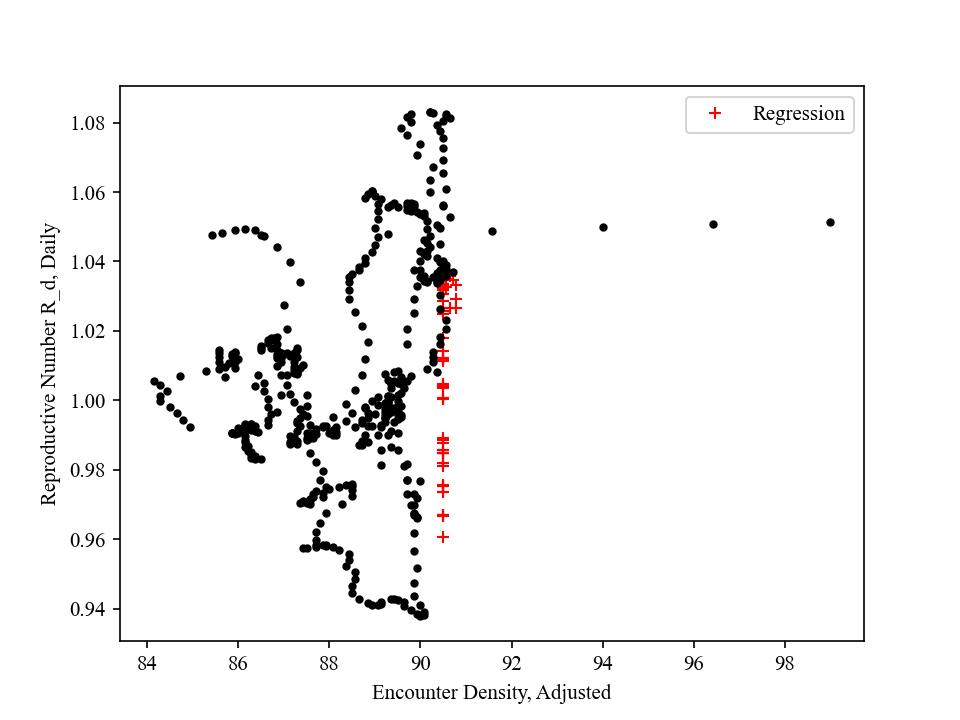 Regression
1.08
1.06
1.04
1.02
1.00
0.98
0.96
0.94
Reproductive Number R_d, Daily
84 86 88 90 92 94 96 98
Encounter Density, Adjusted